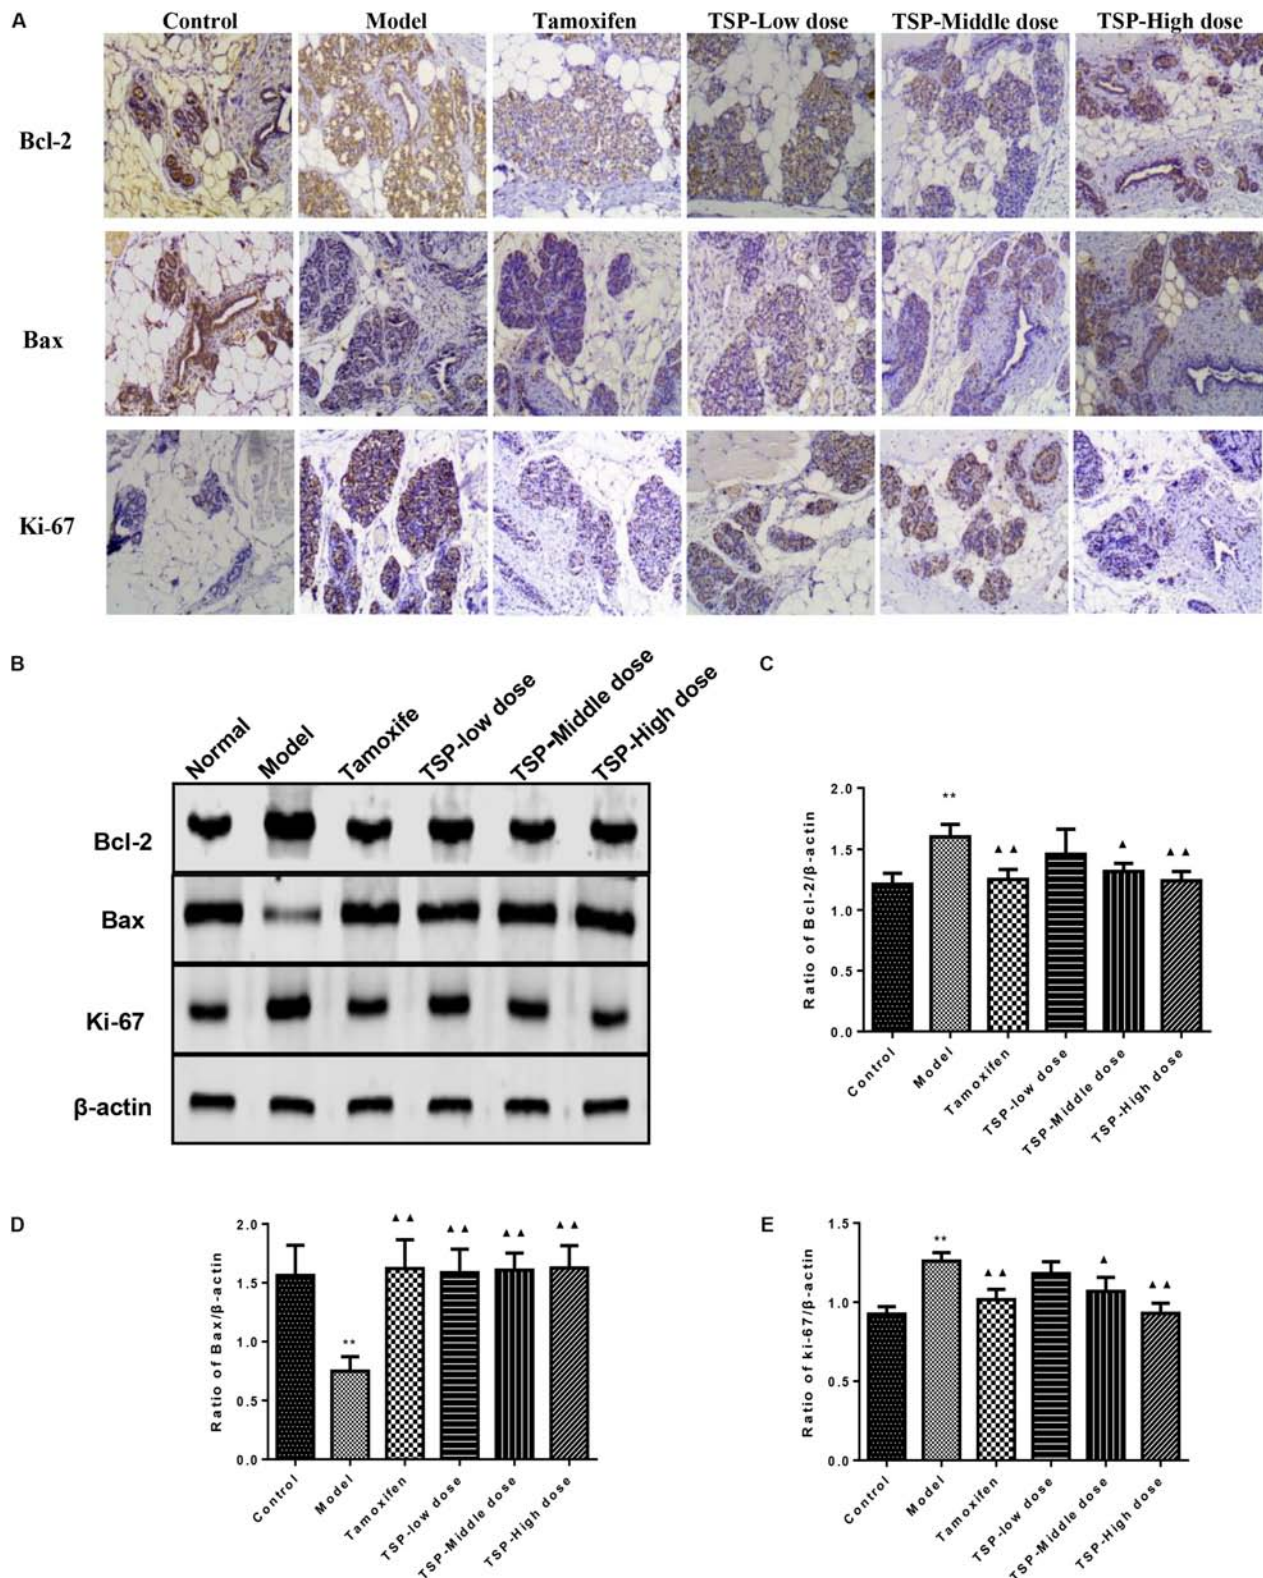 A
Control Model Tamoxifen TSP-Low dose TSP-Middle dose TSP-High dose
Bcl-2
Bax
Ki-67
B
Normal Model Tamoxife TSP-low dose TSP-Middle dose TSP-High dose
Bcl-2
Bax
Ki-67
β-actin
C
Ratio of Bcl-2/β-actin
2.0
1.5
1.0
0.5
0.0
**
▲▲
▲
▲▲
Control Model Tamoxifen TSP-low dose TSP-Middle dose TSP-High dose
D
Ratio of Bax/β-actin
2.0
1.5
1.0
0.5
0.0
**
▲▲
▲▲
▲▲
▲▲
Control Model Tamoxifen TSP-low dose TSP-Middle dose TSP-High dose
E
Ratio of ki-67/β-actin
1.5
1.0
0.5
0.0
**
▲▲
▲
▲▲
Control Model Tamoxifen TSP-low dose TSP-Middle dose TSP-High dose